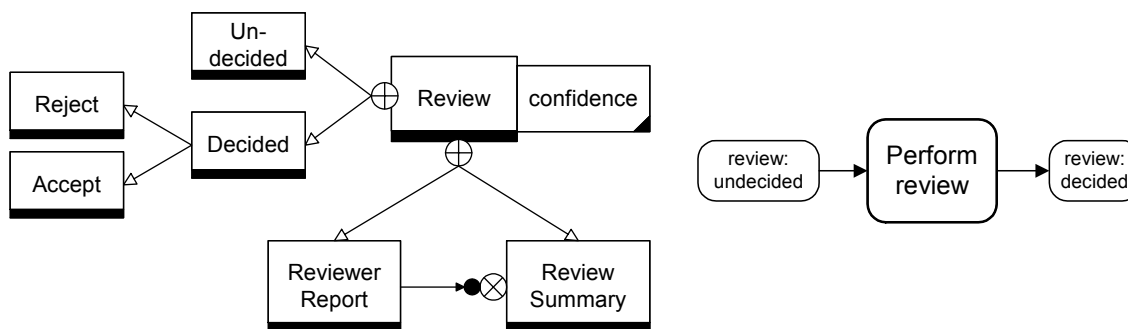 Un-
decided
Reject
Accept
Decided
Review
confidence
Reviewer
Report
Review
Summary
review:
undecided
Perform
review
review:
decided